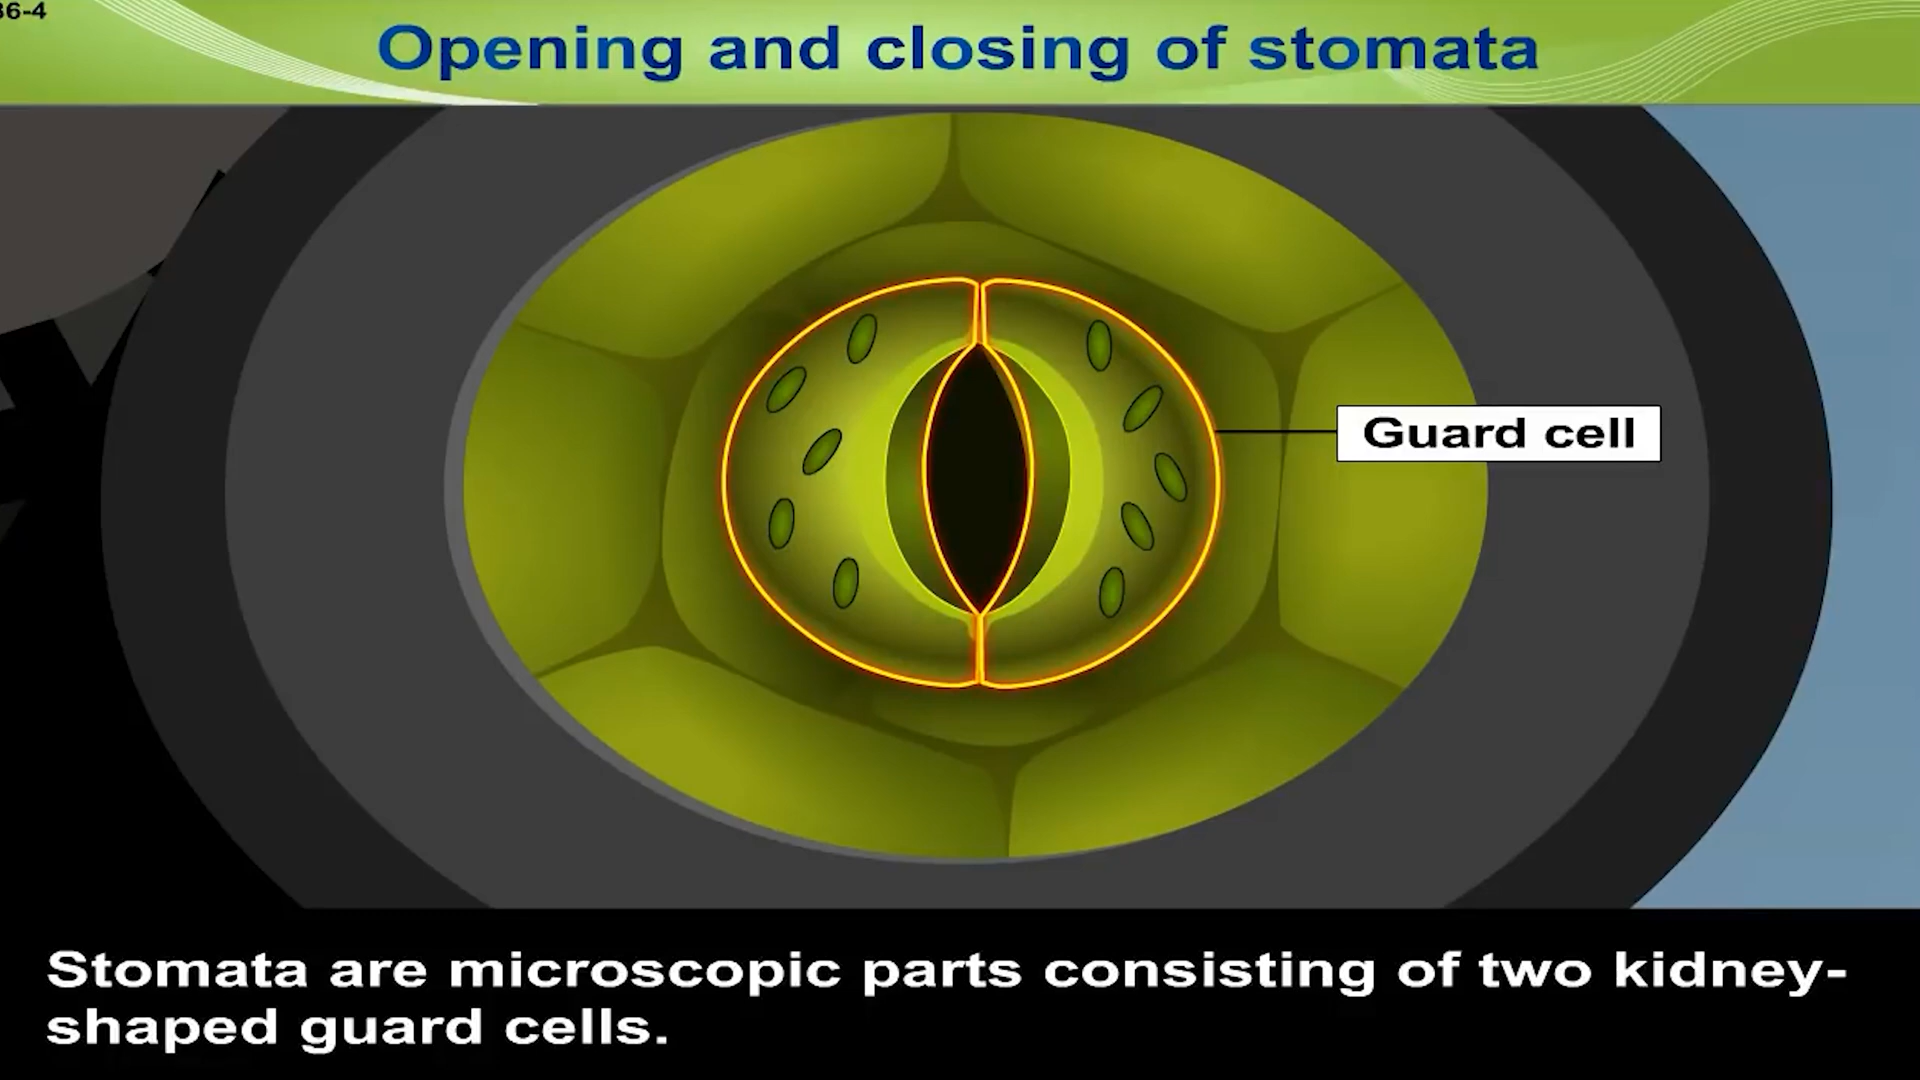 36-4
Opening and closing of stomata
Guard cell
Stomata are microscopic parts consisting of two kidney-
shaped guard cells.